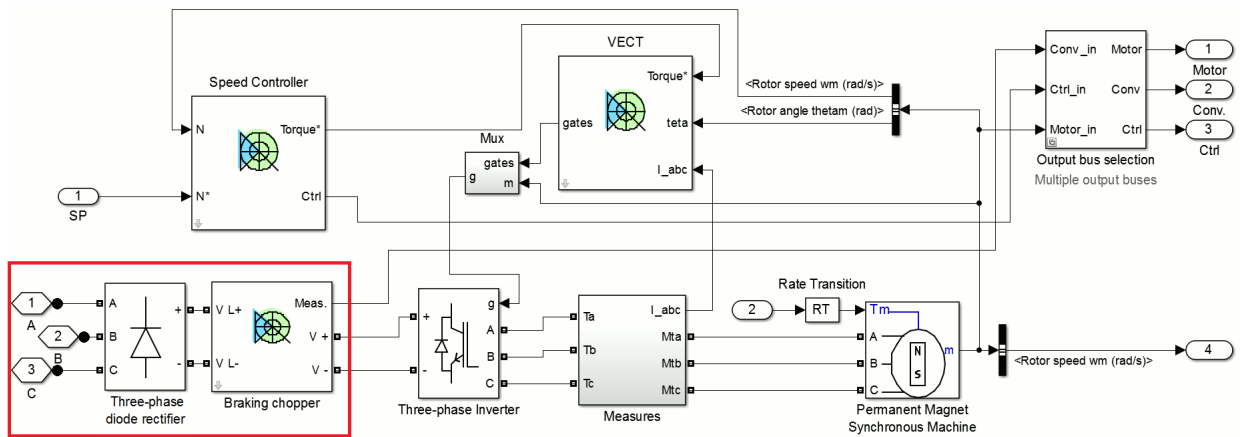 VECT
Speed Controller
N
Torque*
N*
Ctrl
1
SP
Mux
gates
g
m
Torque*
gates
teta
I_abc
<Rotor speed wm (rad/s)>
<Rotor angle thetam (rad)>
Conv_in
Motor
Ctrl_in
Conv
Motor_in
Ctrl
Output bus selection
Multiple output buses
1
Motor
2
Conv.
3
Ctrl
1
A
2
B
3
C
A
B
C
+
-
Three-phase
diode rectifier
V L+
V L-
Meas.
V +
V -
Braking chopper
+
-
g
A
B
C
Three-phase Inverter
Ta
Tb
Tc
I_abc
Mta
Mtb
Mtc
Measures
2
Rate Transition
RT
Tm
A
B
C
N
S
m
Permanent Magnet
Synchronous Machine
<Rotor speed wm (rad/s)>
4